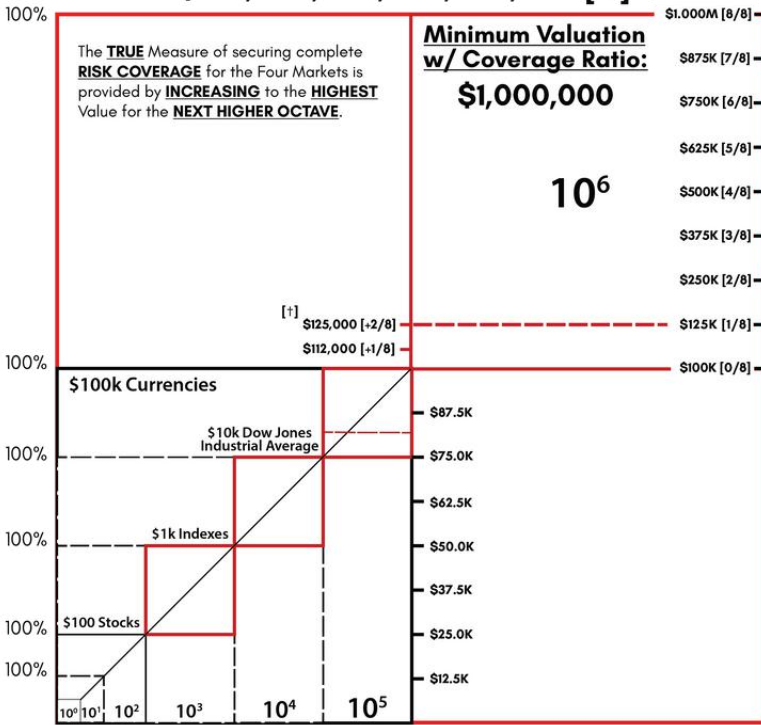 100%
$1.000M [8/8]
The TRUE Measure of securing complete
RISK COVERAGE for the Four Markets is
provided by INCREASING to the HIGHEST
Value for the NEXT HIGHER OCTAVE.
Minimum Valuation
w/ Coverage Ratio:
$1,000,000
10⁶
$875K [7/8]
$750K [6/8]
$625K [5/8]
$500K [4/8]
$375K [3/8]
$250K [2/8]
[†]
$125,000 [+2/8]
$125K [1/8]
$112,000 [+1/8]
100%
$100K [0/8]
$100k Currencies
$87.5K
$10k Dow Jones
Industrial Average
100%
$75.0K
$62.5K
$1k Indexes
100%
$50.0K
$37.5K
$100 Stocks
100%
$25.0K
100%
$12.5K
10⁰ 10¹ 10² 10³ 10⁴ 10⁵